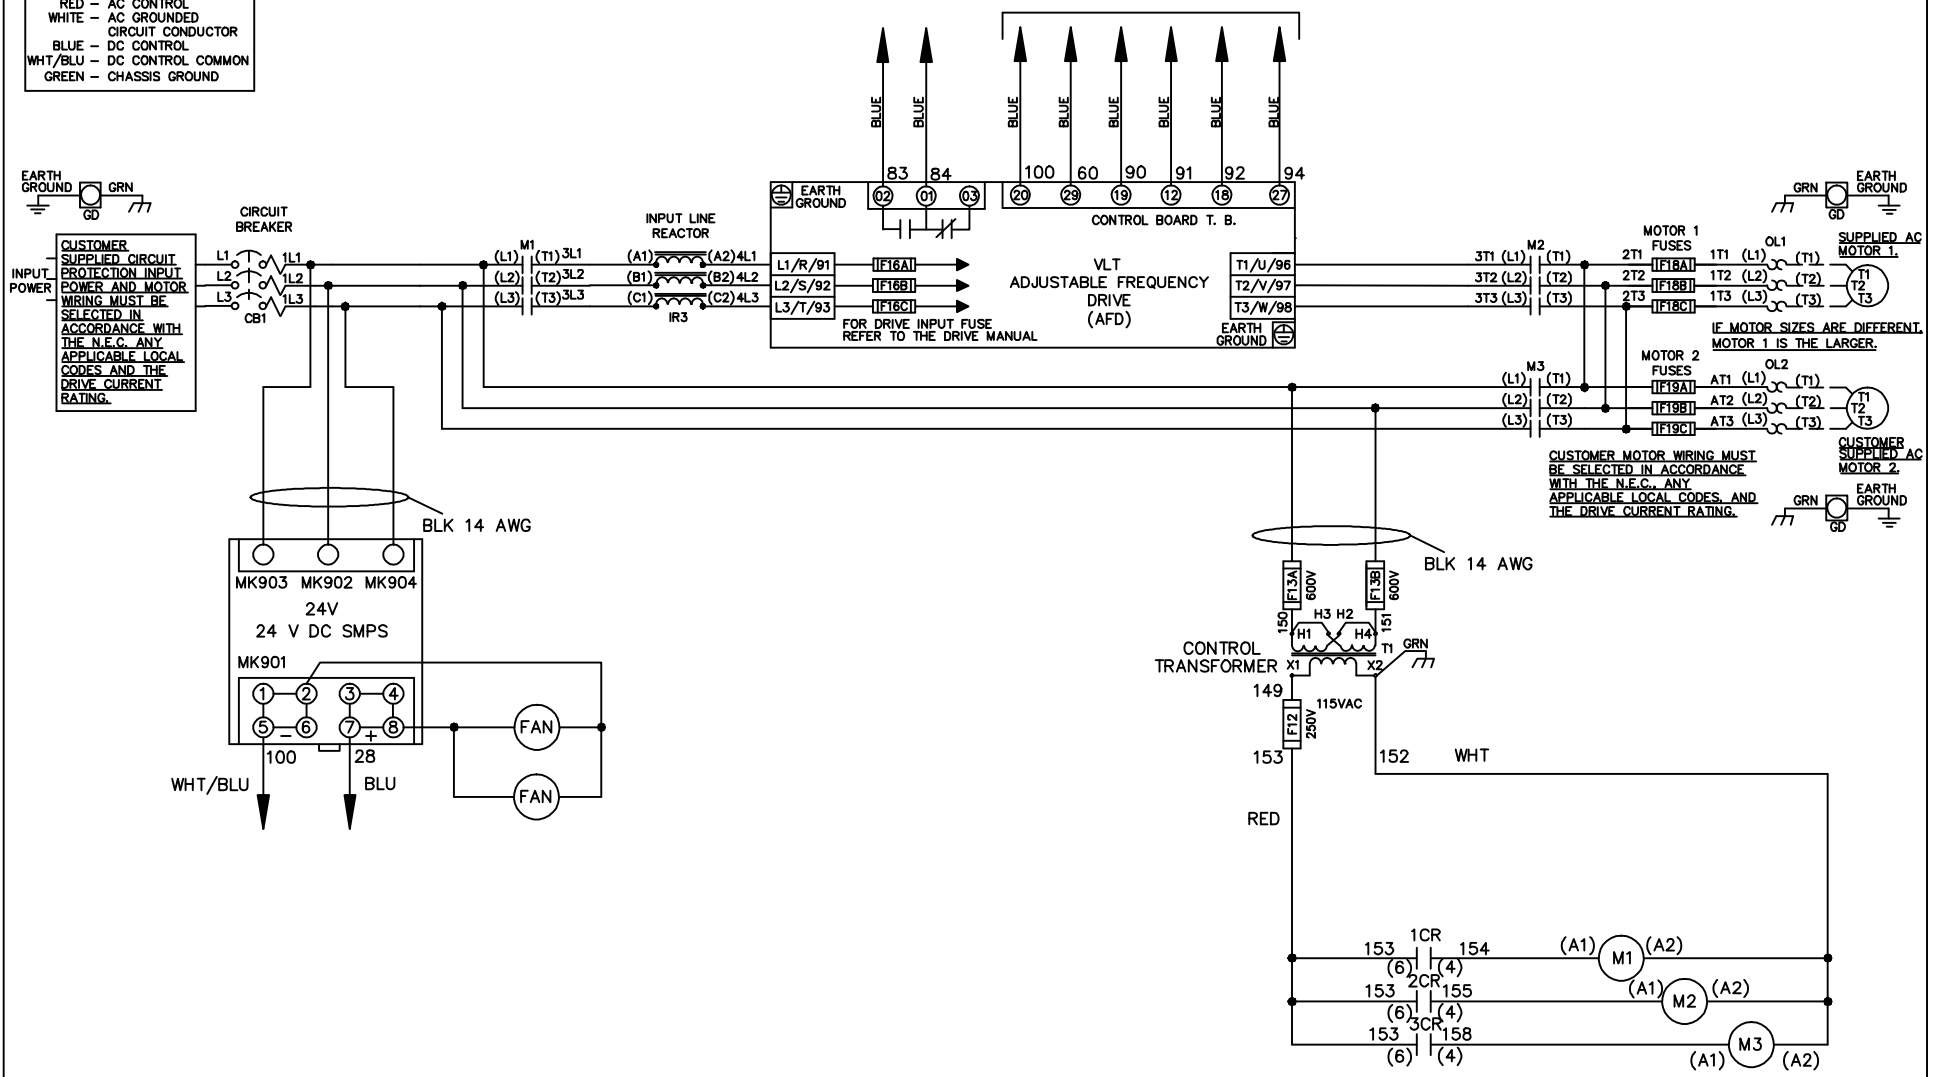 RED – AC CONTROL
WHITE – AC GROUNDED
CIRCUIT CONDUCTOR
BLUE – DC CONTROL
WHT/BLU – DC CONTROL COMMON
GREEN – CHASSIS GROUND
BLUE
BLUE
BLUE
BLUE
BLUE
BLUE
BLUE
BLUE
83
84
100
60
90
91
92
94
EARTH
GROUND
GRN
GD
EARTH
GROUND
02
01
03
20
29
19
12
18
27
CONTROL BOARD T. B.
GRN
EARTH
GROUND
GD
CIRCUIT
BREAKER
INPUT LINE
REACTOR
INPUT
POWER
CUSTOMER
SUPPLIED CIRCUIT
PROTECTION INPUT
POWER AND MOTOR
WIRING MUST BE
SELECTED IN
ACCORDANCE WITH
THE N.E.C. ANY
APPLICABLE LOCAL
CODES AND THE
DRIVE CURRENT
RATING.
L1
L2
L3
1L1
1L2
1L3
CB1
M1
(L1) (T1) 3L1
(L2) (T2) 3L2
(L3) (T3) 3L3
(A1) (A2) 4L1
(B1) (B2) 4L2
(C1) (C2) 4L3
IR3
L1/R/91
L2/S/92
L3/T/93
F16A
F16B
F16C
FOR DRIVE INPUT FUSE
REFER TO THE DRIVE MANUAL
VLT
ADJUSTABLE FREQUENCY
DRIVE
(AFD)
T1/U/96
T2/V/97
T3/W/98
EARTH
GROUND
M2
3T1 (L1) (T1)
3T2 (L2) (T2)
3T3 (L3) (T3)
MOTOR 1
FUSES
2T1 F18A 1T1 (L1) (T1)
2T2 F18B 1T2 (L2) (T2)
2T3 F18C 1T3 (L3) (T3)
OL1
SUPPLIED AC
MOTOR 1.
T1
T2
T3
IF MOTOR SIZES ARE DIFFERENT,
MOTOR 1 IS THE LARGER.
M3
(L1) (T1)
(L2) (T2)
(L3) (T3)
MOTOR 2
FUSES
OL2
F19A AT1 (L1) (T1)
F19B AT2 (L2) (T2)
F19C AT3 (L3) (T3)
T1
T2
T3
CUSTOMER
SUPPLIED AC
MOTOR 2.
CUSTOMER MOTOR WIRING MUST
BE SELECTED IN ACCORDANCE
WITH THE N.E.C., ANY
APPLICABLE LOCAL CODES, AND
THE DRIVE CURRENT RATING.
GRN
EARTH
GROUND
GD
BLK 14 AWG
MK903 MK902 MK904
24V
24 V DC SMPS
MK901
1 2 3 4
5 – 6 7 + 8
100
28
WHT/BLU
BLU
FAN
FAN
BLK 14 AWG
F13A
600V
F13B
600V
150
151
H3 H2
H1 H4
T1
GRN
CONTROL
TRANSFORMER
X1
X2
149
115VAC
F12
250V
153
152
WHT
RED
1CR
153 154
(6) (4)
(A1) M1 (A2)
2CR
153 155
(6) (4)
(A1) M2 (A2)
3CR
153 158
(6) (4)
(A1) M3 (A2)